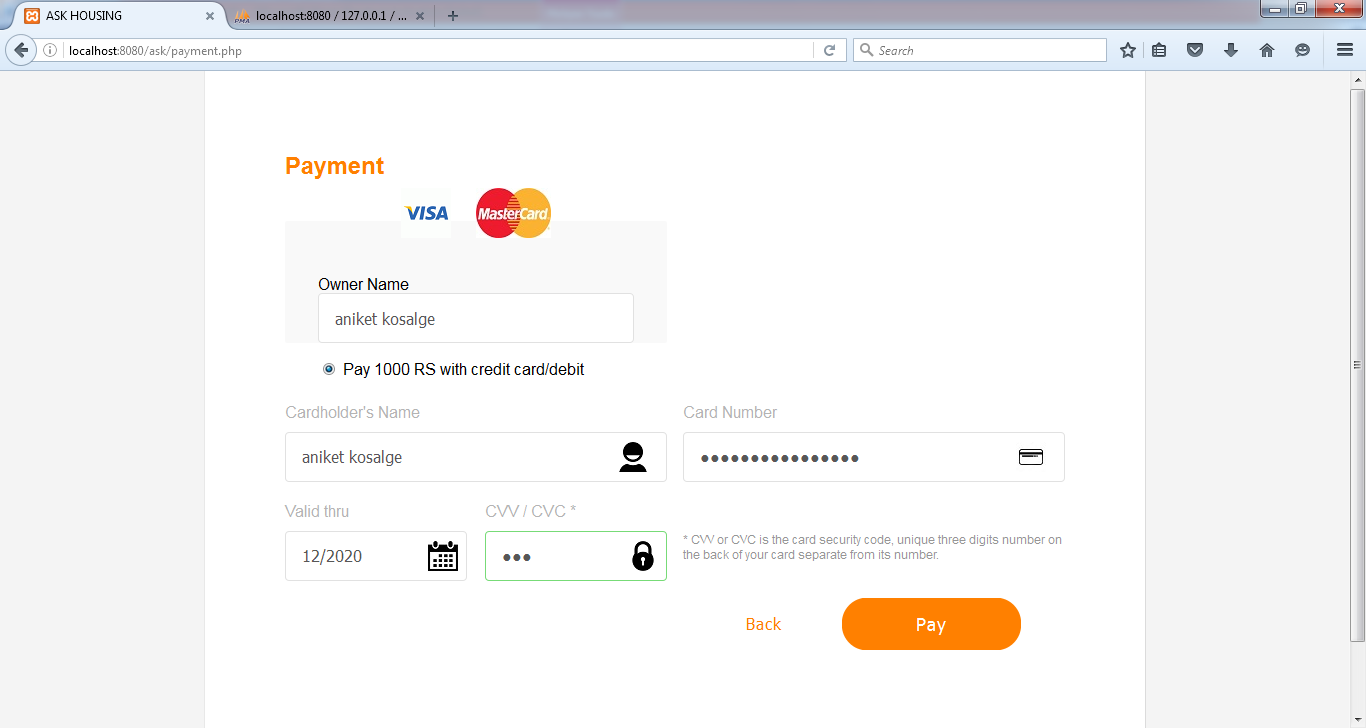 ASK HOUSING
localhost:8080 / 127.0.0.1 / ...
localhost:8080/ask/payment.php
Search
Payment
VISA
MasterCard
Owner Name
aniket kosalge
Pay 1000 RS with credit card/debit
Cardholder's Name
Card Number
aniket kosalge
••••••••••••••••
Valid thru
CVV / CVC *
12/2020
•••
* CVV or CVC is the card security code, unique three digits number on
the back of your card separate from its number.
Back
Pay